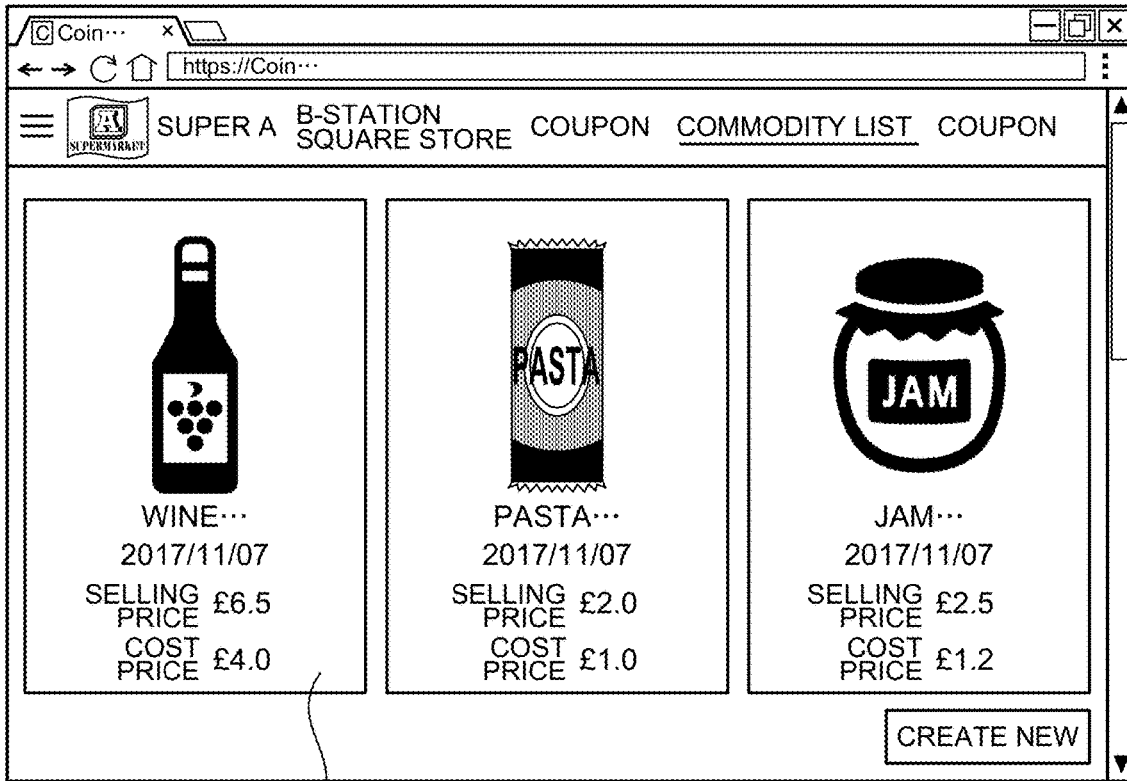 C Coin···
https://Coin···
A
SUPERMARKET
SUPER A
B-STATION
SQUARE STORE
COUPON
COMMODITY LIST
COUPON
PASTA
JAM
WINE···
2017/11/07
SELLING
PRICE
£6.5
COST
PRICE
£4.0
PASTA···
2017/11/07
SELLING
PRICE
£2.0
COST
PRICE
£1.0
JAM···
2017/11/07
SELLING
PRICE
£2.5
COST
PRICE
£1.2
CREATE NEW